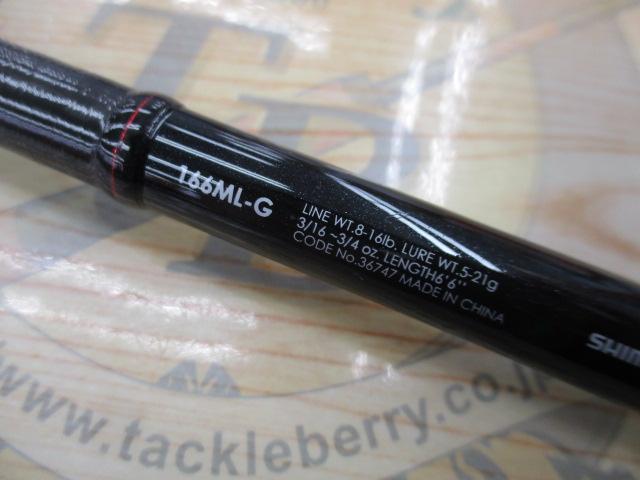 166ML-G
LINE WT.8-16lb. LURE WT.5-21g
3/16 ~3/4 oz. LENGTH6'6"
CODE No.36747 MADE IN CHINA
www.tackleberry.co.jp